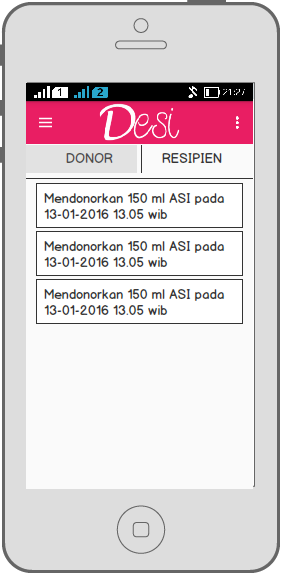 1 2 21:27
Desi
DONOR RESIPIEN
Mendonorkan 150 ml ASI pada
13-01-2016 13.05 wib
Mendonorkan 150 ml ASI pada
13-01-2016 13.05 wib
Mendonorkan 150 ml ASI pada
13-01-2016 13.05 wib